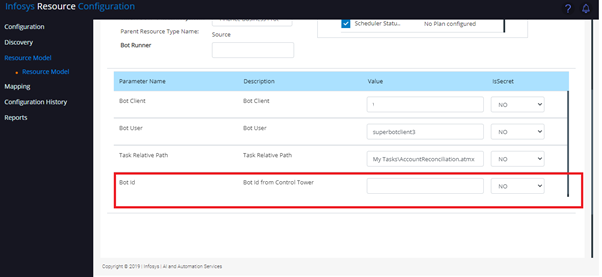 Infosys Resource Configuration
?
Configuration
Discovery
Resource Model
Resource Model
Mapping
Configuration History
Reports
Parent Resource Type Name:
Source
Bot Runner
Scheduler Statu..
No Plan configured
Parameter Name Description Value IsSecret
Bot Client Bot Client NO
Bot User Bot User superbotclient3 NO
Task Relative Path Task Relative Path My Tasks\AccountReconciliation.atmx NO
Bot Id Bot Id from Control Tower NO
Copyright © 2019 | Infosys | AI and Automation Services